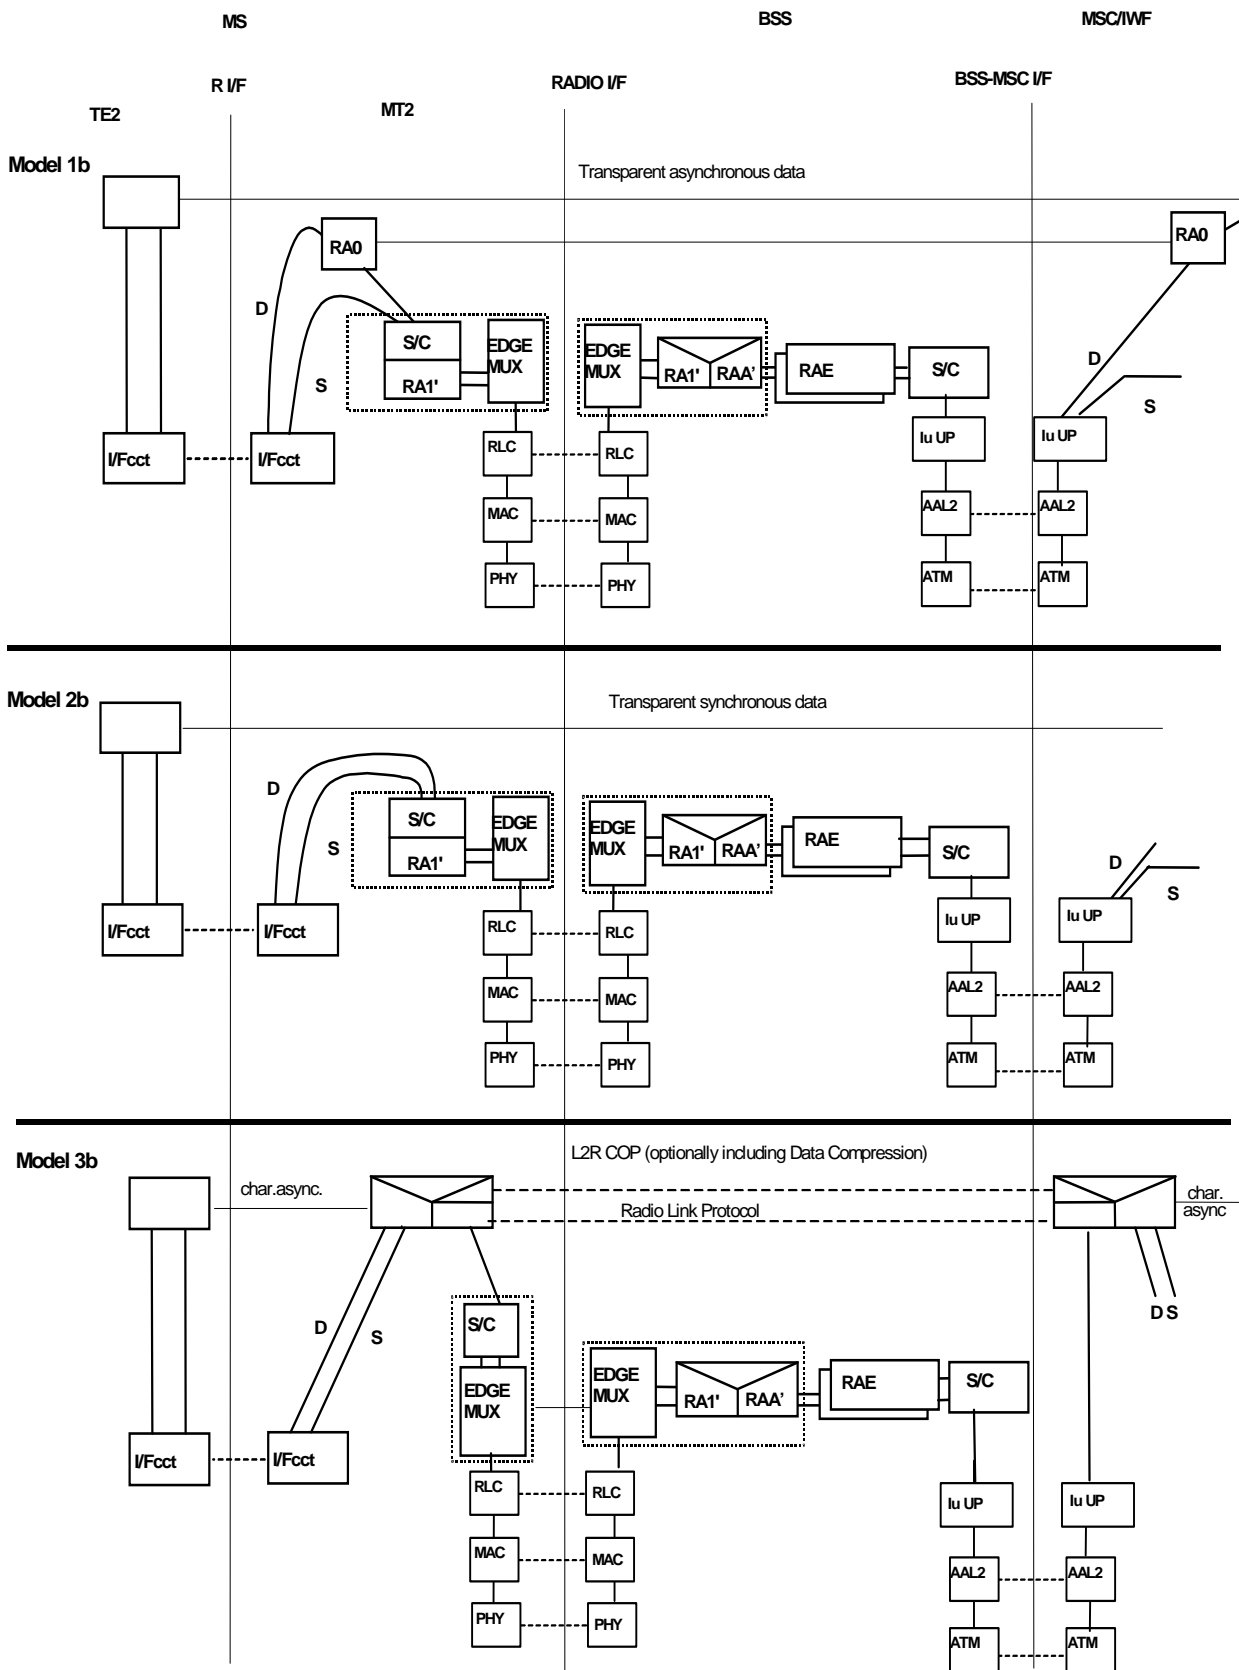 MS
BSS
MSC/IWF
R I/F
RADIO I/F
BSS-MSC I/F
TE2
MT2
Model 1b
Transparent asynchronous data
RA0
RA0
D
S/C
EDGE MUX
EDGE MUX
RA1'
RAA'
RAE
S/C
D
S
RA1'
S
I/Fcct
I/Fcct
RLC
RLC
Iu UP
Iu UP
MAC
MAC
AAL2
AAL2
PHY
PHY
ATM
ATM
Model 2b
Transparent synchronous data
D
S/C
EDGE MUX
EDGE MUX
RA1'
RAA'
RAE
S/C
D
S
S
RA1'
I/Fcct
I/Fcct
RLC
RLC
Iu UP
Iu UP
MAC
MAC
AAL2
AAL2
PHY
PHY
ATM
ATM
Model 3b
L2R COP (optionally including Data Compression)
char.async.
Radio Link Protocol
char.
async
D
S
D S
S/C
EDGE MUX
EDGE MUX
RA1'
RAA'
RAE
S/C
I/Fcct
I/Fcct
RLC
RLC
Iu UP
Iu UP
MAC
MAC
AAL2
AAL2
PHY
PHY
ATM
ATM